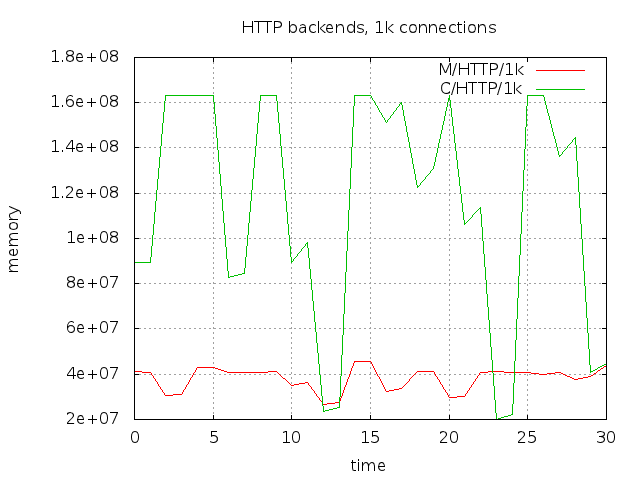 HTTP backends, 1k connections
1.8e+08
1.6e+08
1.4e+08
1.2e+08
1e+08
8e+07
6e+07
4e+07
2e+07
memory
M/HTTP/1k
C/HTTP/1k
0 5 10 15 20 25 30
time